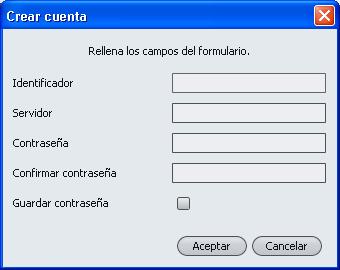 Crear cuenta
Rellena los campos del formulario.
Identificador
Servidor
Contraseña
Confirmar contraseña
Guardar contraseña
Aceptar Cancelar